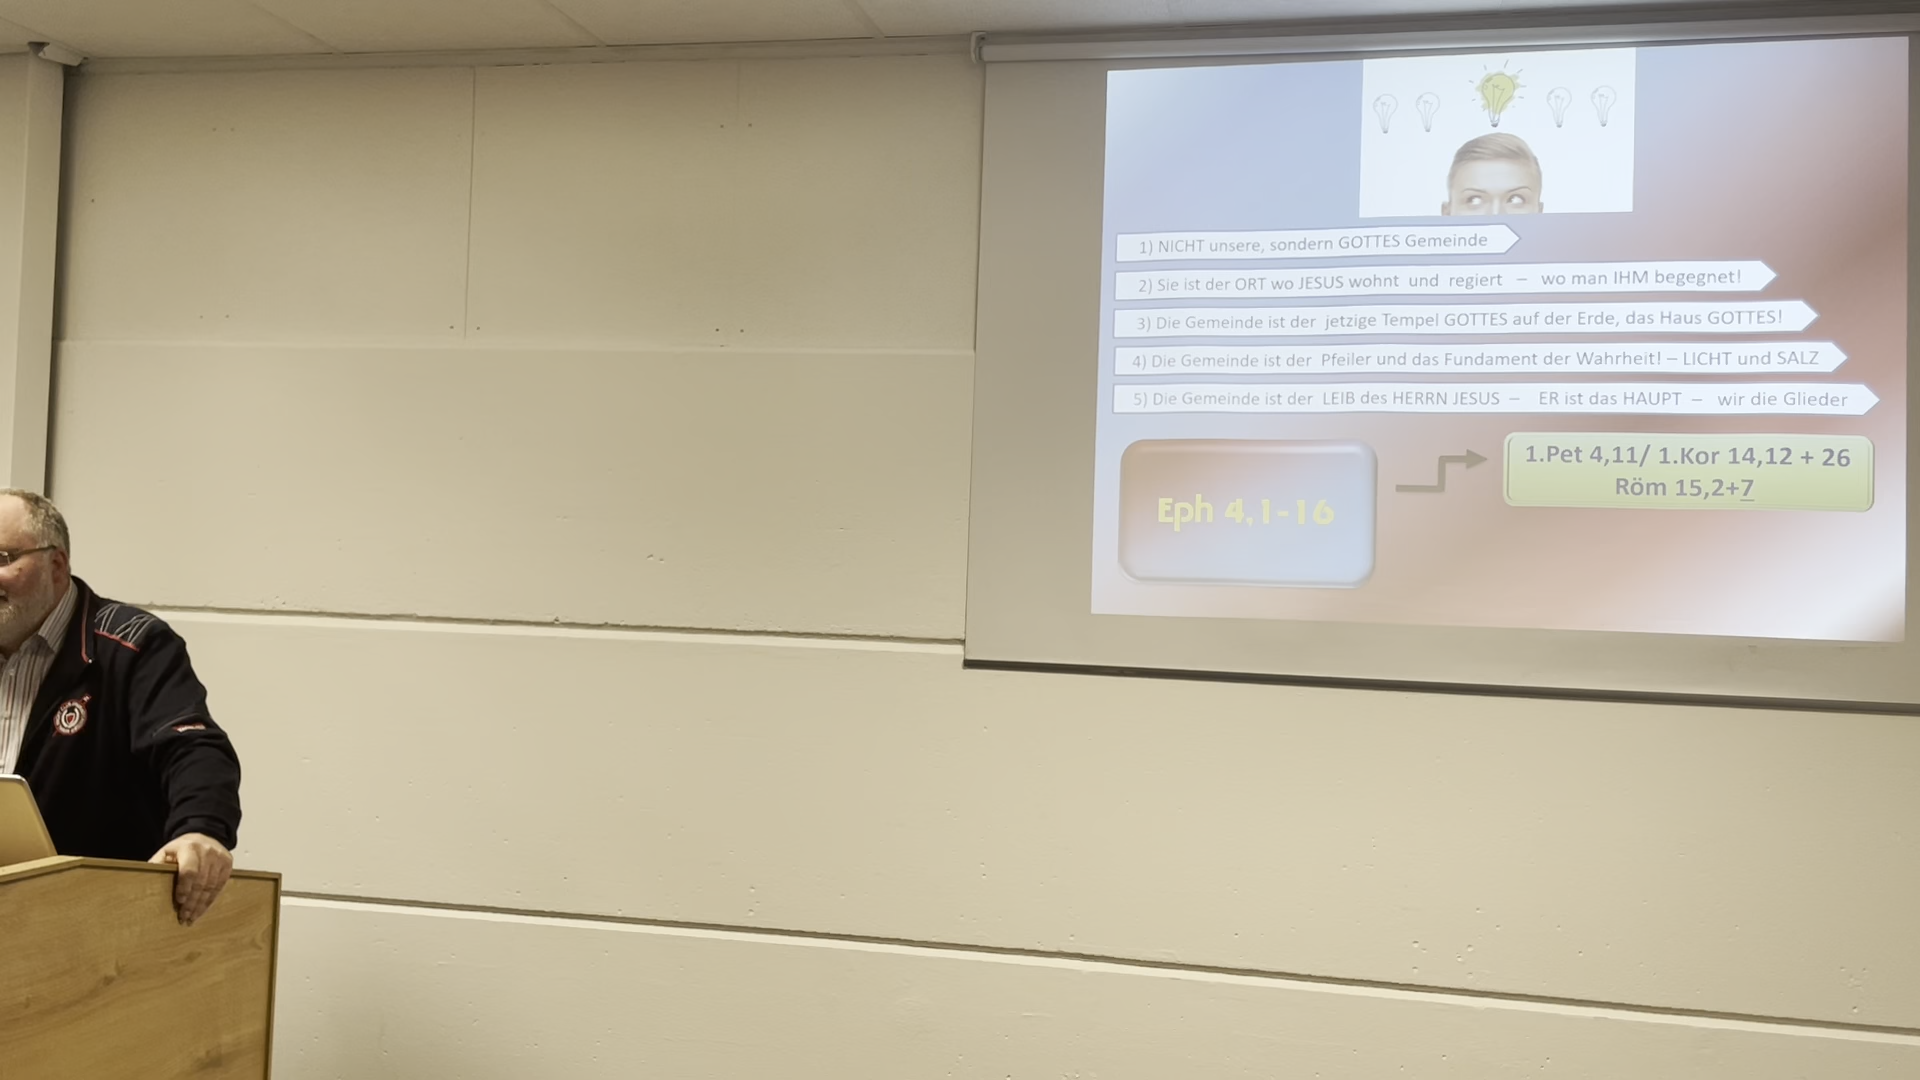 1) NICHT unsere, sondern GOTTES Gemeinde
2) Sie ist der ORT wo JESUS wohnt und regiert – wo man IHM begegnet!
3) Die Gemeinde ist der jetzige Tempel GOTTES auf der Erde, das Haus GOTTES!
4) Die Gemeinde ist der Pfeiler und das Fundament der Wahrheit! – LICHT und SALZ
5) Die Gemeinde ist der LEIB des HERRN JESUS – ER ist das HAUPT – wir die Glieder
Eph 4,1-16
1.Pet 4,11/ 1.Kor 14,12 + 26
Röm 15,2+7